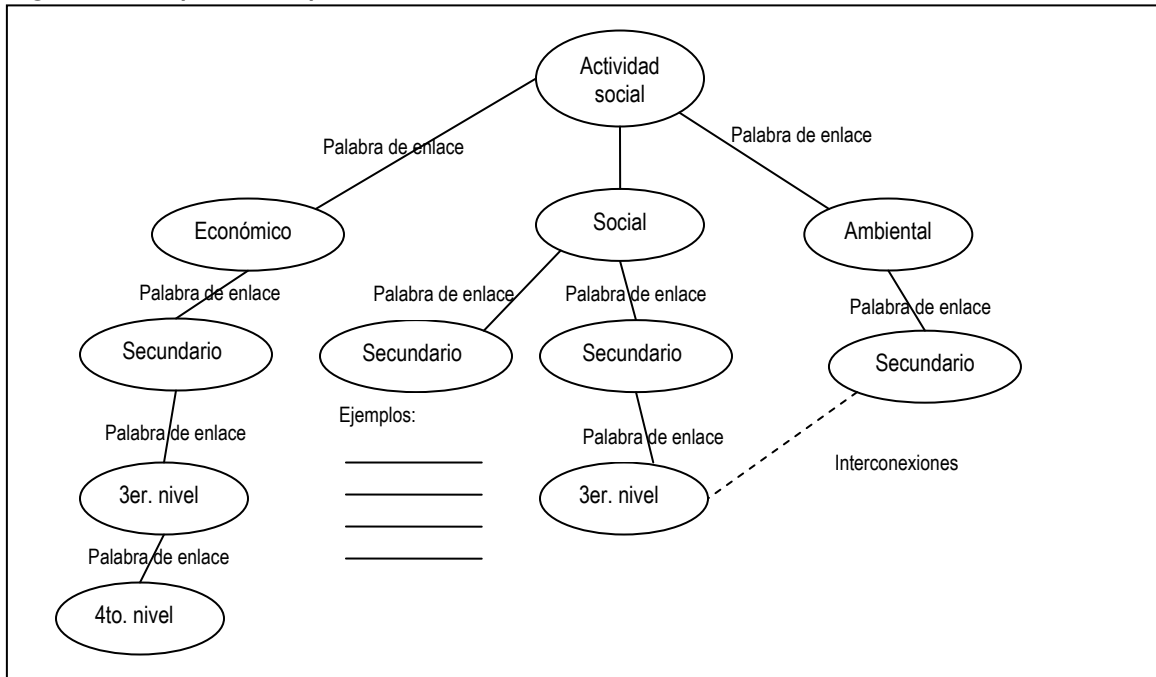 Actividad
social
Palabra de enlace
Palabra de enlace
Económico
Social
Ambiental
Palabra de enlace
Palabra de enlace
Palabra de enlace
Palabra de enlace
Secundario
Secundario
Secundario
Secundario
Ejemplos:
Palabra de enlace
Palabra de enlace
Interconexiones
3er. nivel
3er. nivel
Palabra de enlace
4to. nivel